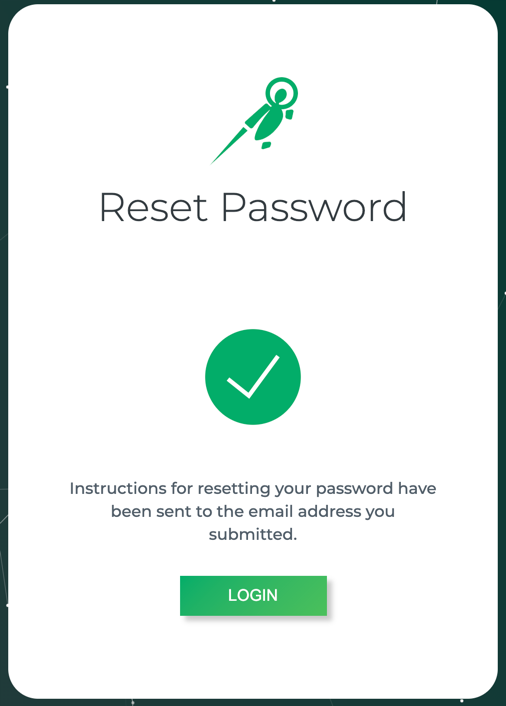 Reset Password
Instructions for resetting your password have
been sent to the email address you
submitted.
LOGIN